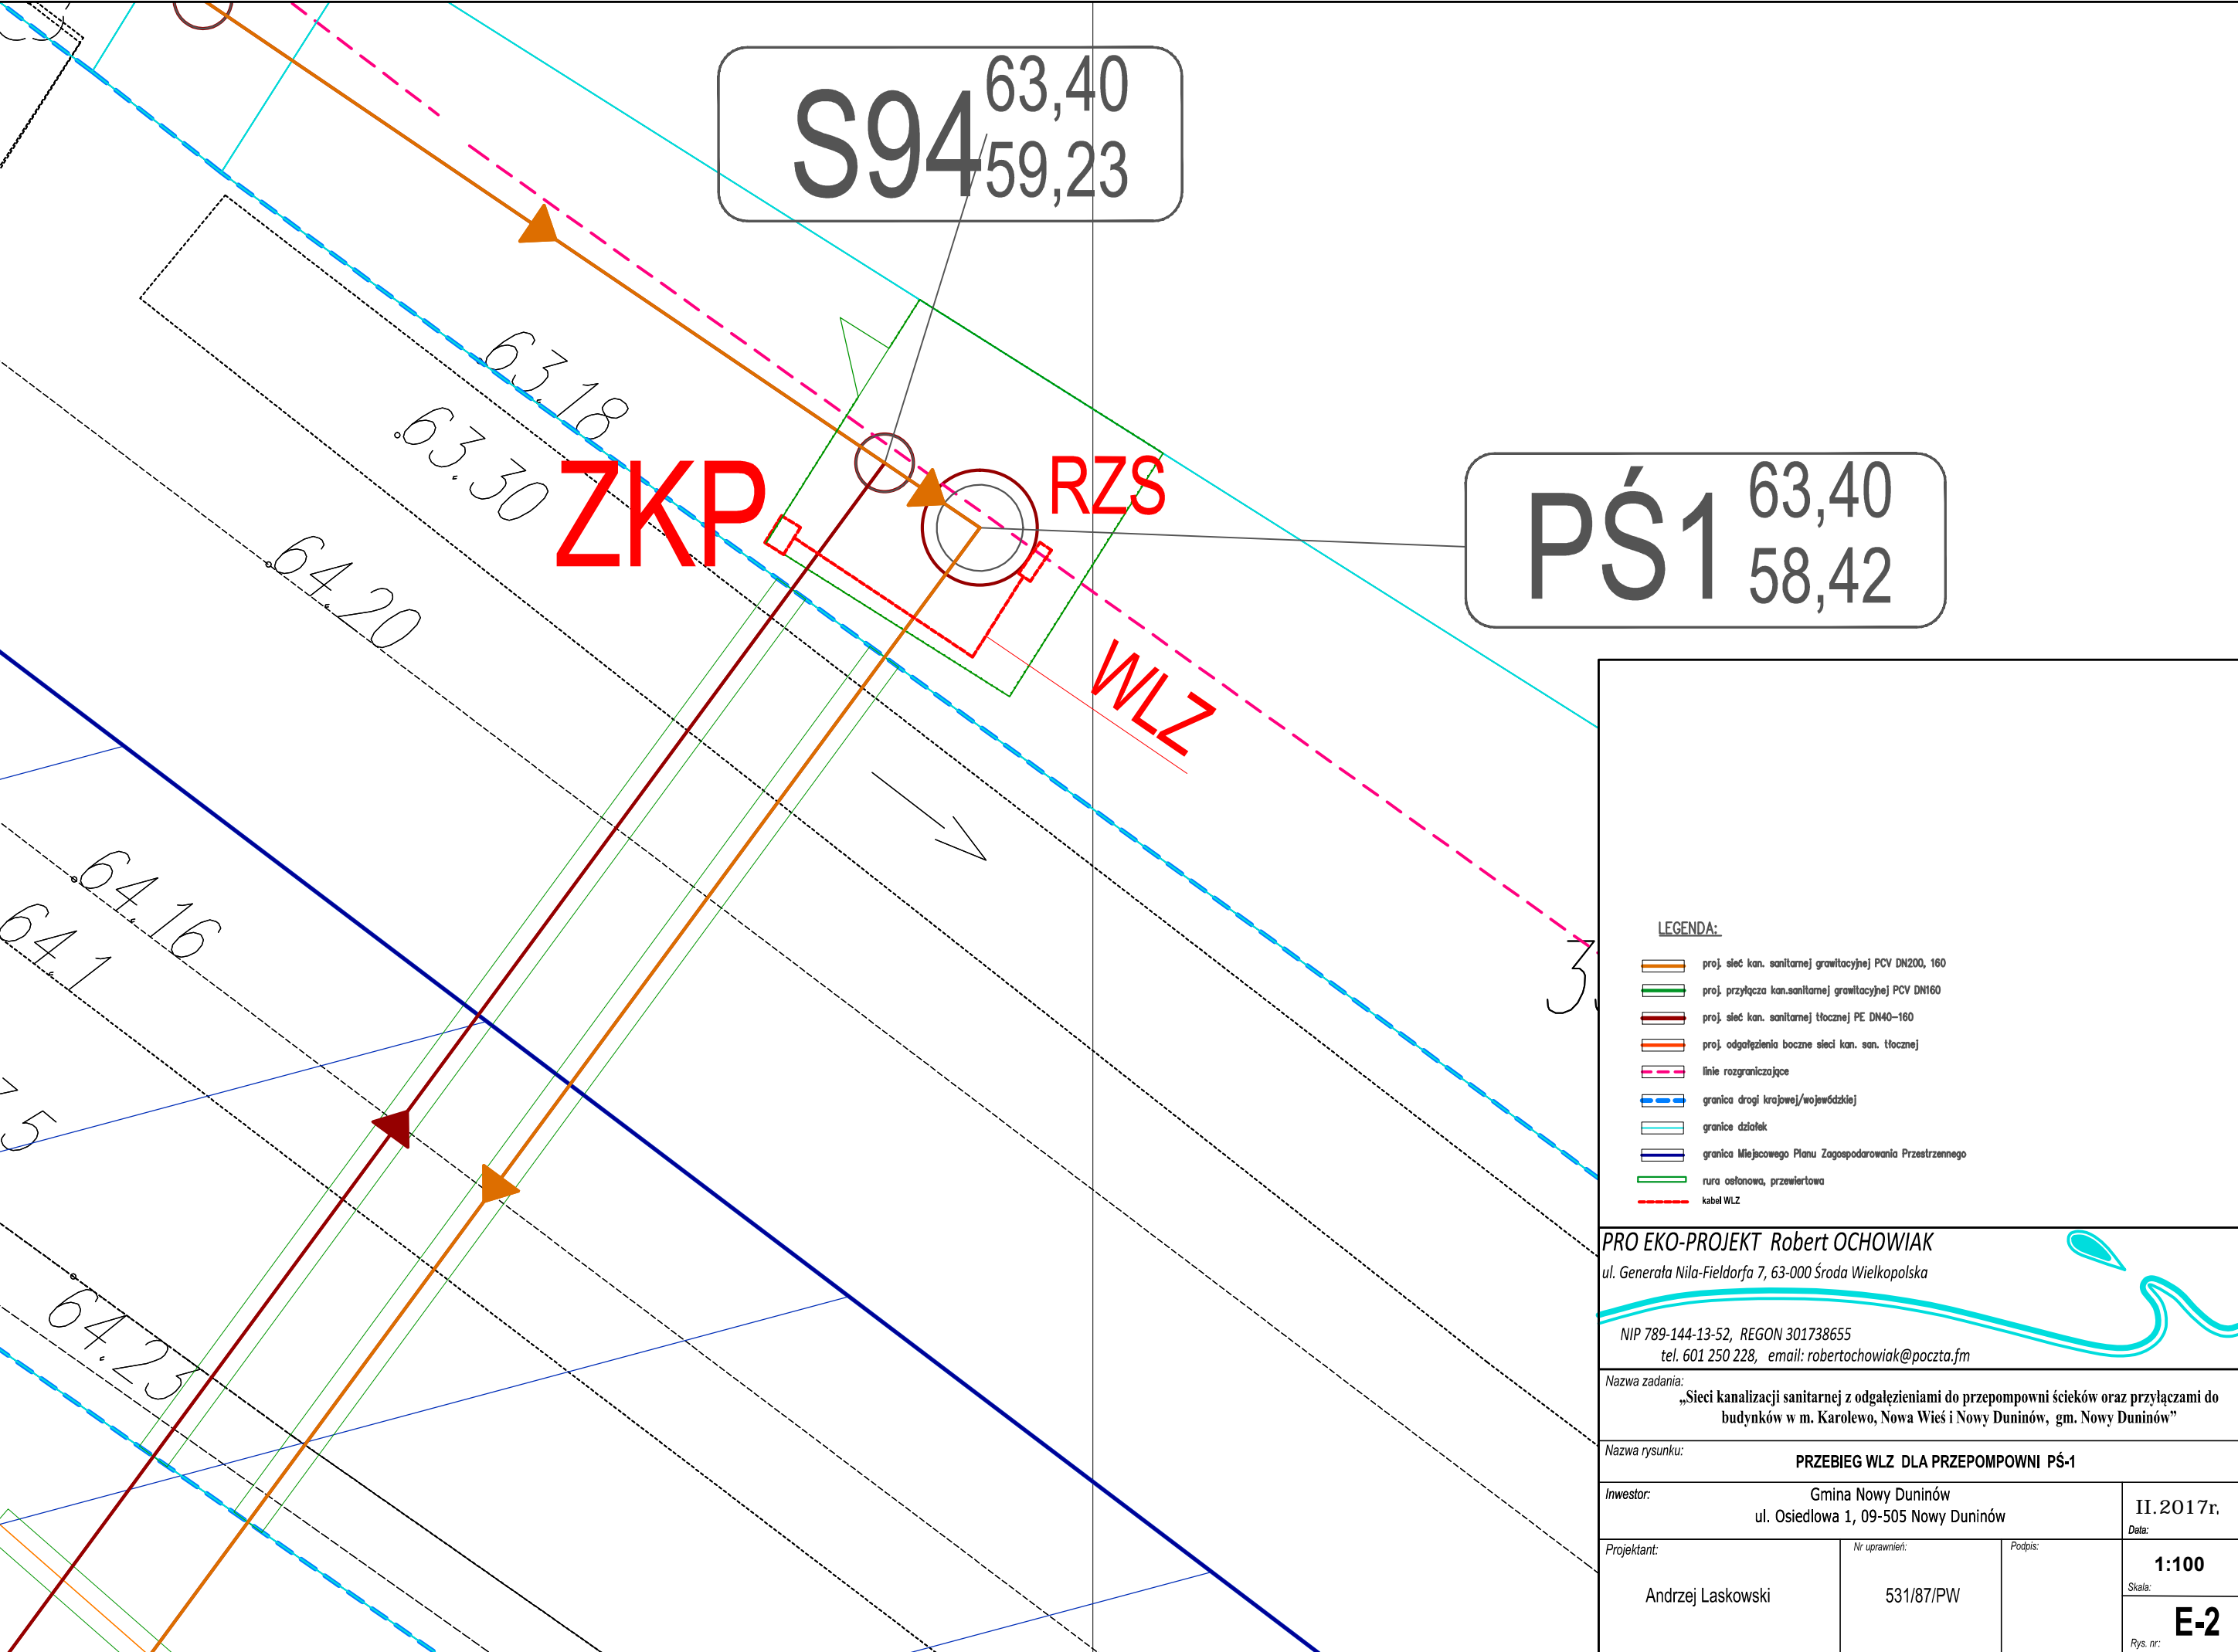 S94 63,40
59,23
63,18
63,30
ZKP
RZS
PŚ1 63,40
58,42
64,20
WLZ
64,16
64,1
64,23
LEGENDA:
proj. sieć kan. sanitarnej grawitacyjnej PCV DN200, 160
proj. przyłącza kan.sanitarnej grawitacyjnej PCV DN160
proj. sieć kan. sanitarnej tłocznej PE DN40-160
proj. odgałęzienia boczne sieci kan. san. tłocznej
linie rozgraniczające
granica drogi krajowej/wojewódzkiej
granice działek
granica Miejscowego Planu Zagospodarowania Przestrzennego
rura osłonowa, przewiertowa
kabel WLZ
PRO EKO-PROJEKT Robert OCHOWIAK
ul. Generała Nila-Fieldorfa 7, 63-000 Środa Wielkopolska
NIP 789-144-13-52, REGON 301738655
tel. 601 250 228, email: robertochowiak@poczta.fm
Nazwa zadania:
„Sieci kanalizacji sanitarnej z odgałęzieniami do przepompowni ścieków oraz przyłączami do
budynków w m. Karolewo, Nowa Wieś i Nowy Duninów, gm. Nowy Duninów”
Nazwa rysunku:
PRZEBIEG WLZ DLA PRZEPOMPOWNI PŚ-1
Inwestor:
Gmina Nowy Duninów
ul. Osiedlowa 1, 09-505 Nowy Duninów
II.2017r.
Data:
Projektant:
Nr uprawnień:
Podpis:
Andrzej Laskowski
531/87/PW
1:100
Skala:
E-2
Rys. nr: